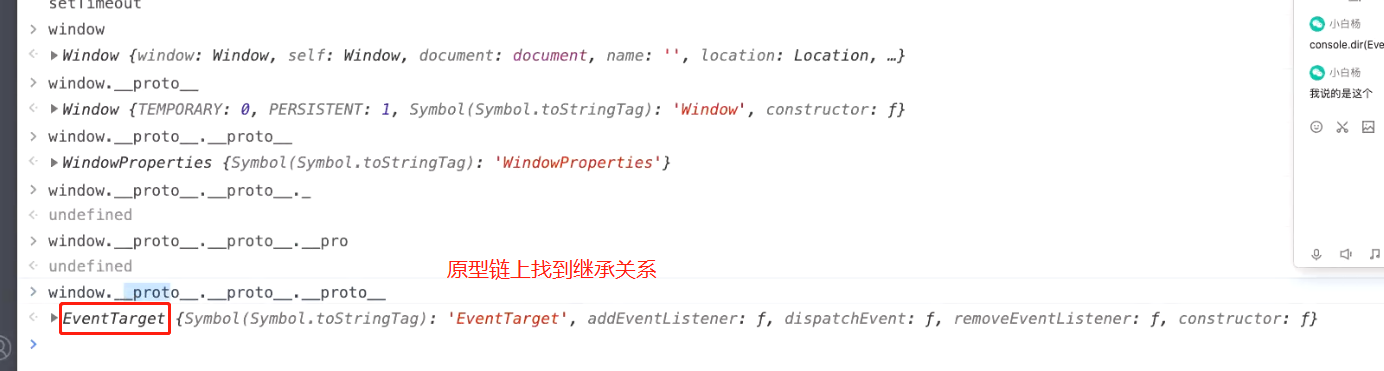 setTimeout
window
Window {window: Window, self: Window, document: document, name: '', location: Location, …}
window.__proto__
Window {TEMPORARY: 0, PERSISTENT: 1, Symbol(Symbol.toStringTag): 'Window', constructor: ƒ}
window.__proto__.__proto__
WindowProperties {Symbol(Symbol.toStringTag): 'WindowProperties'}
window.__proto__.__proto__._
undefined
window.__proto__.__proto__.__pro
undefined
原型链上找到继承关系
window.__proto__.__proto__.__proto__
EventTarget {Symbol(Symbol.toStringTag): 'EventTarget', addEventListener: ƒ, dispatchEvent: ƒ, removeEventListener: ƒ, constructor: ƒ}
小白杨
console.dir(Eve
小白杨
我说的是这个